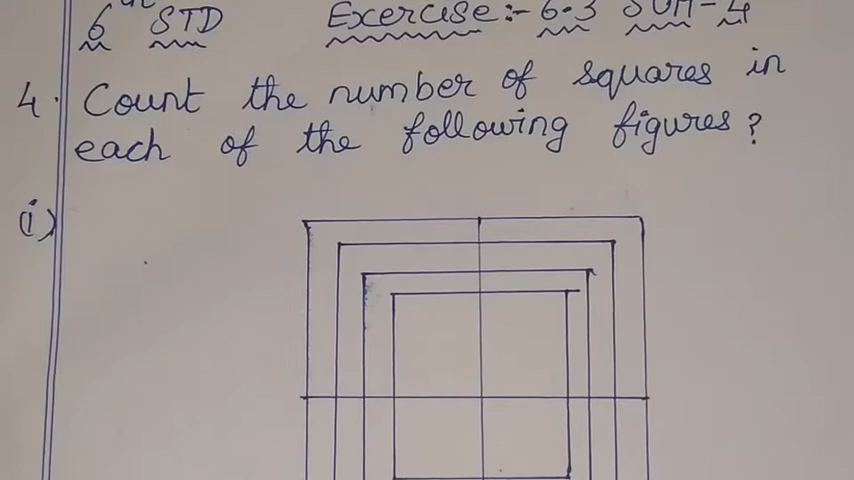 6th STD Exercise:- 6.3 SUM-4
4. Count the number of squares in
each of the following figures?
(i)